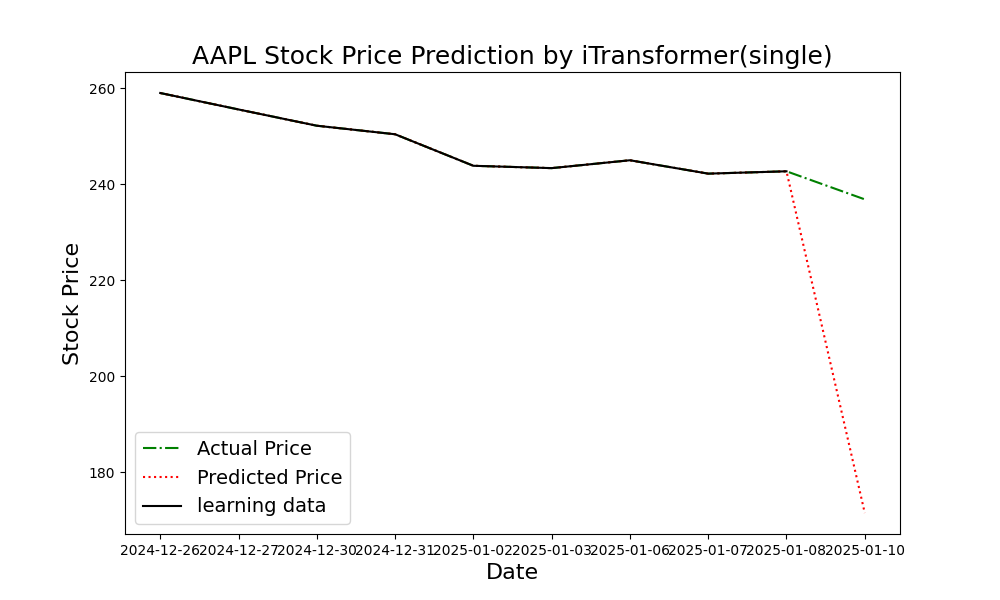 AAPL Stock Price Prediction by iTransformer(single)
260
240
220
200
180
Stock Price
Actual Price
Predicted Price
learning data
2024-12-26 2024-12-27 2024-12-30 2024-12-31 2025-01-02 2025-01-03 2025-01-06 2025-01-07 2025-01-08 2025-01-10
Date